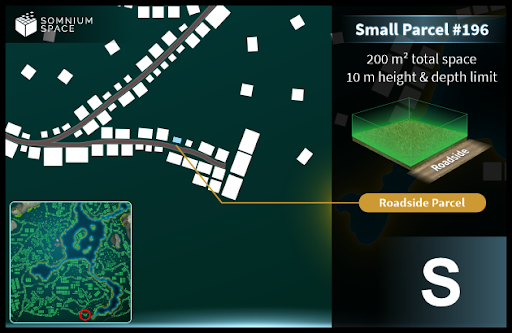 SOMNIUM
SPACE
Small Parcel #196
200 m² total space
10 m height & depth limit
Roadside
Roadside Parcel
S